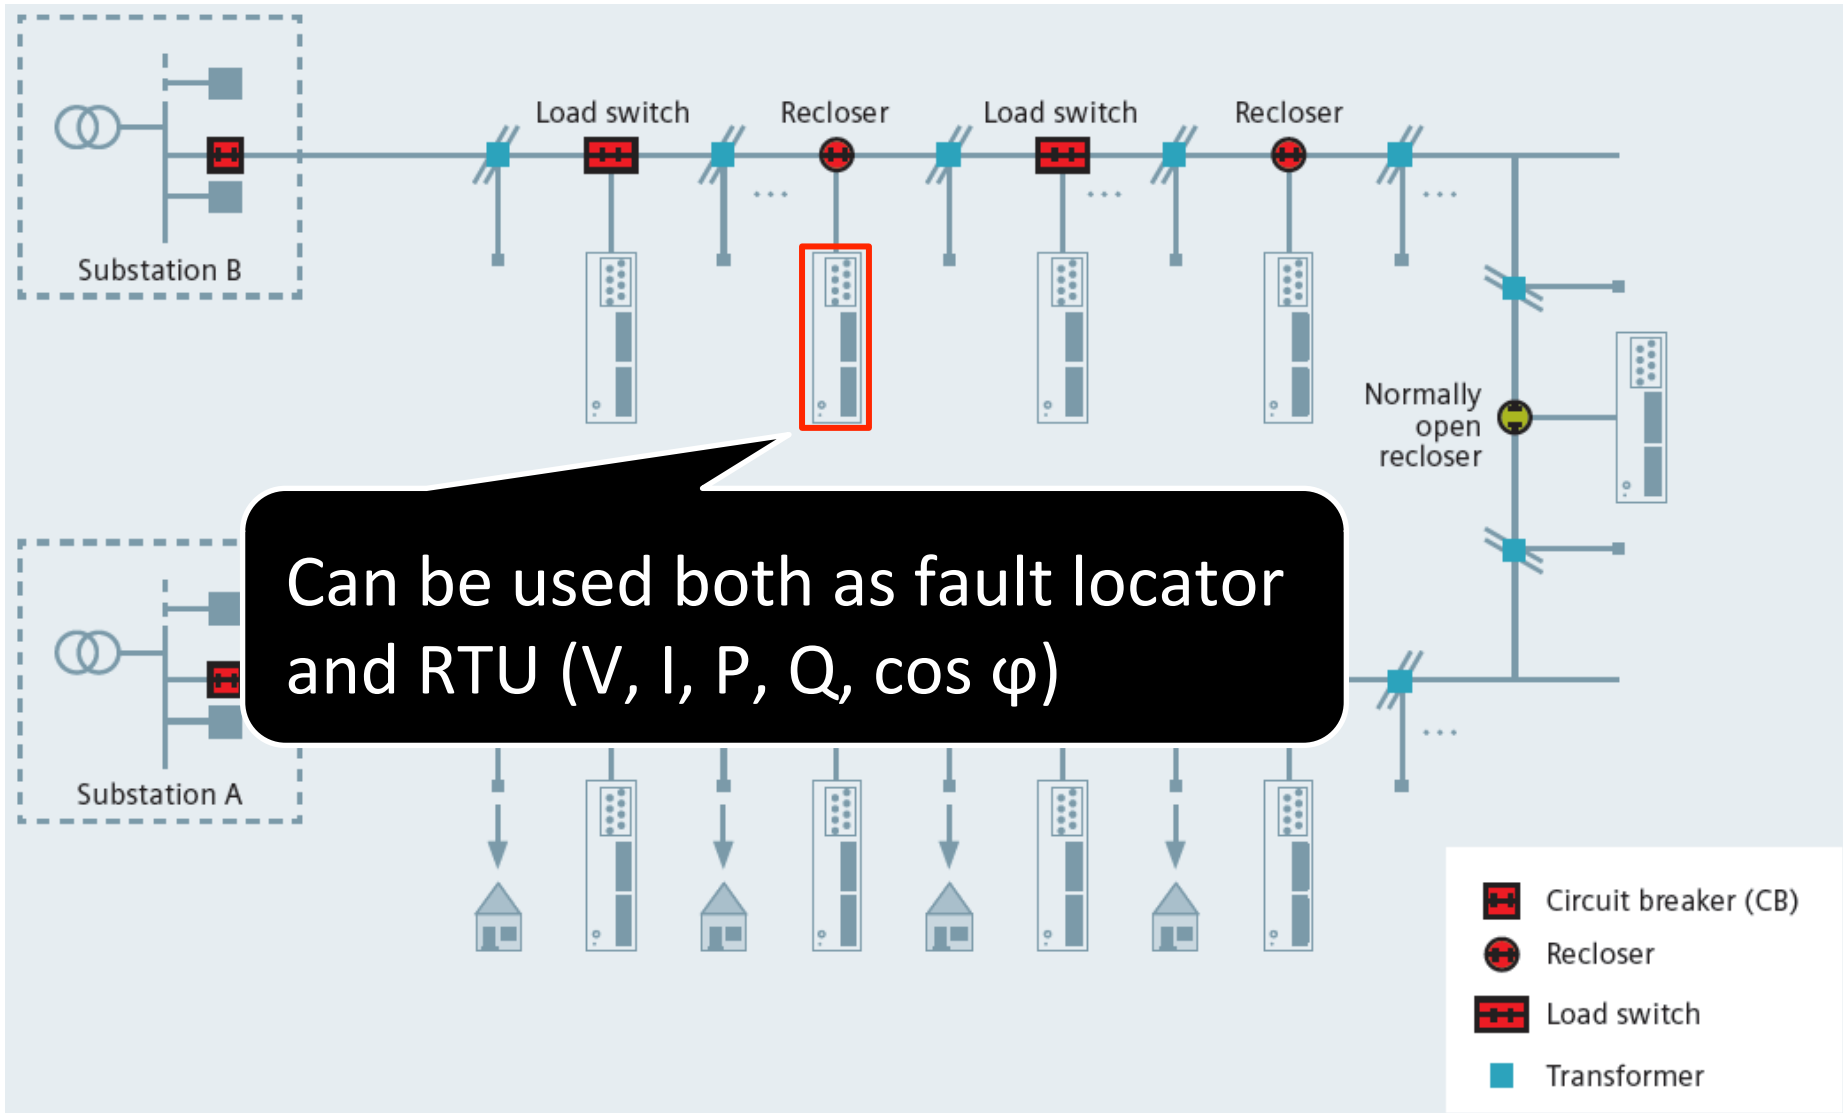 Load switch
Recloser
Load switch
Recloser
Substation B
Normally
open
recloser
Can be used both as fault locator
and RTU (V, I, P, Q, cos φ)
Substation A
Circuit breaker (CB)
Recloser
Load switch
Transformer